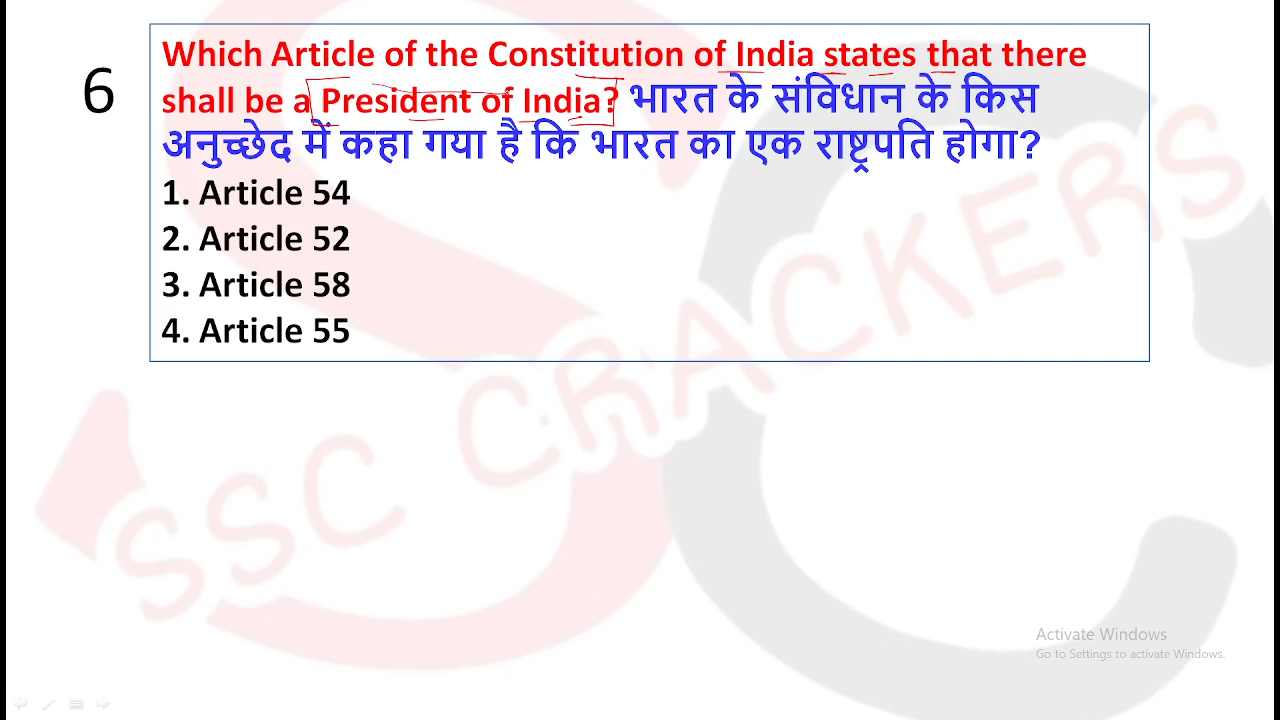 6
Which Article of the Constitution of India states that there
shall be a President of India? भारत के संविधान के किस
अनुच्छेद में कहा गया है कि भारत का एक राष्ट्रपति होगा?
1. Article 54
2. Article 52
3. Article 58
4. Article 55
SSC CRACKERS
Activate Windows
Go to Settings to activate Windows.